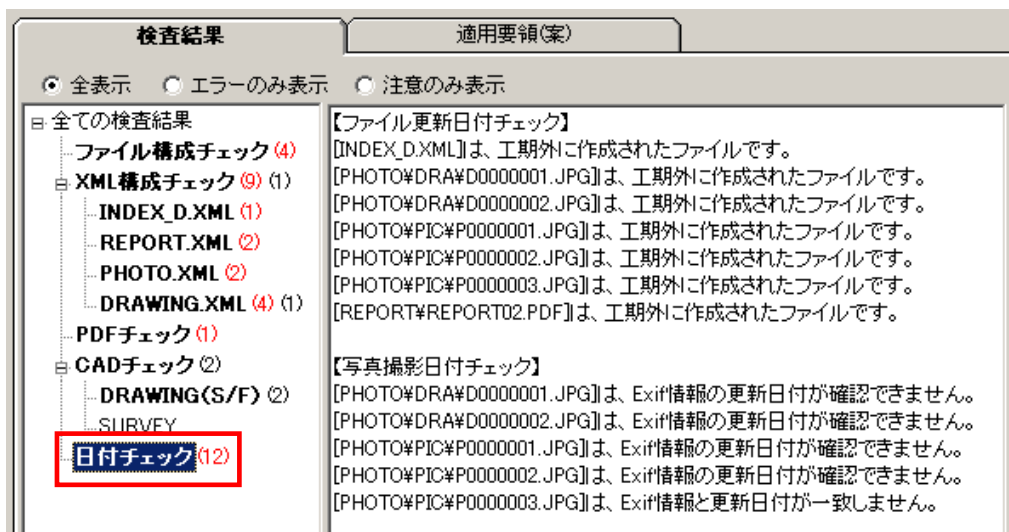 検査結果
適用要領(案)
全表示 エラーのみ表示 注意のみ表示
全ての検査結果
ファイル構成チェック (4)
XML構成チェック (9) (1)
INDEX_D.XML (1)
REPORT.XML (2)
PHOTO.XML (2)
DRAWING.XML (4) (1)
PDFチェック (1)
CADチェック (2)
DRAWING(S/F) (2)
SURVEY
日付チェック (12)
【ファイル更新日付チェック】
[INDEX_D.XML]は、工期外に作成されたファイルです。
[PHOTO¥DRA¥D0000001.JPG]は、工期外に作成されたファイルです。
[PHOTO¥DRA¥D0000002.JPG]は、工期外に作成されたファイルです。
[PHOTO¥PIC¥P0000001.JPG]は、工期外に作成されたファイルです。
[PHOTO¥PIC¥P0000002.JPG]は、工期外に作成されたファイルです。
[PHOTO¥PIC¥P0000003.JPG]は、工期外に作成されたファイルです。
[REPORT¥REPORT02.PDF]は、工期外に作成されたファイルです。
【写真撮影日付チェック】
[PHOTO¥DRA¥D0000001.JPG]は、Exif情報の更新日付が確認できません。
[PHOTO¥DRA¥D0000002.JPG]は、Exif情報の更新日付が確認できません。
[PHOTO¥PIC¥P0000001.JPG]は、Exif情報の更新日付が確認できません。
[PHOTO¥PIC¥P0000002.JPG]は、Exif情報の更新日付が確認できません。
[PHOTO¥PIC¥P0000003.JPG]は、Exif情報と更新日付が一致しません。